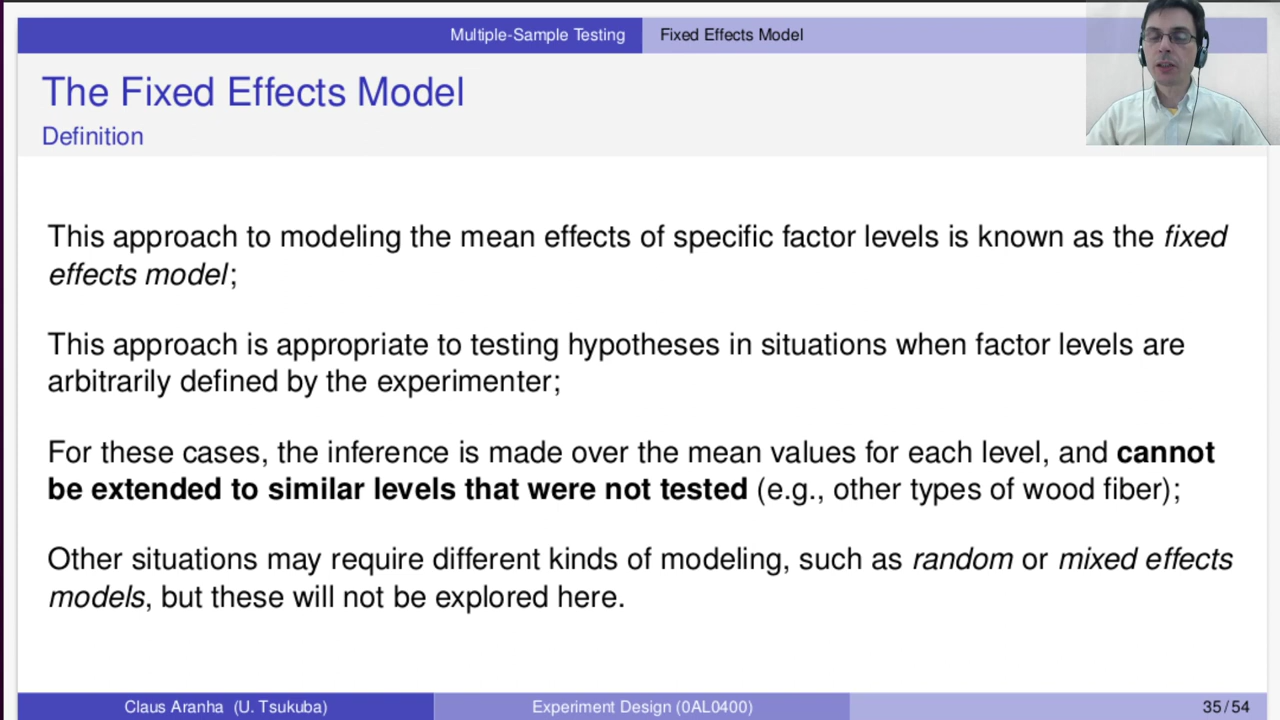 Multiple-Sample Testing Fixed Effects Model
The Fixed Effects Model
Definition
This approach to modeling the mean effects of specific factor levels is known as the fixed
effects model;
This approach is appropriate to testing hypotheses in situations when factor levels are
arbitrarily defined by the experimenter;
For these cases, the inference is made over the mean values for each level, and cannot
be extended to similar levels that were not tested (e.g., other types of wood fiber);
Other situations may require different kinds of modeling, such as random or mixed effects
models, but these will not be explored here.
Claus Aranha (U. Tsukuba) Experiment Design (0AL0400) 35/54